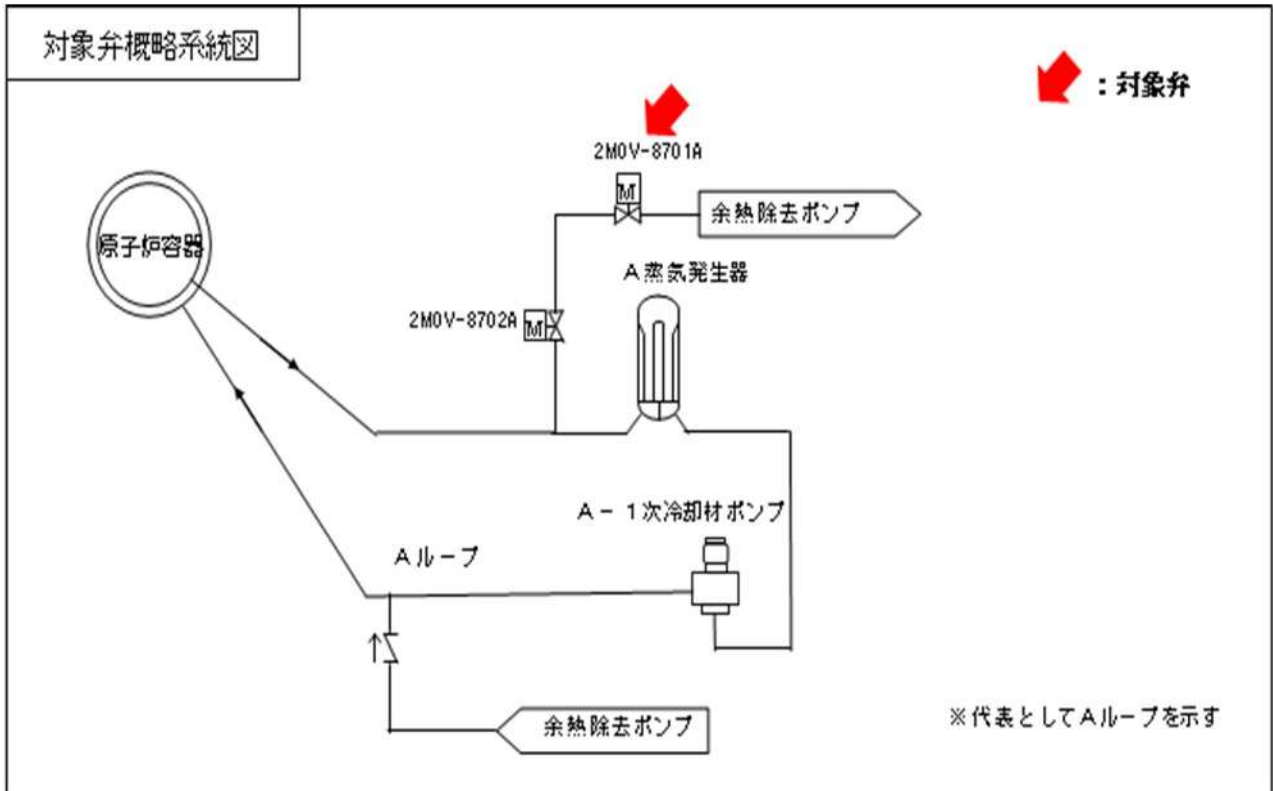 対象弁概略系統図
：対象弁
2MOV-8701A
M
余熱除去ポンプ
原子炉容器
A蒸気発生器
2MOV-8702A
M
A－１次冷却材ポンプ
Aループ
余熱除去ポンプ
※代表としてAループを示す